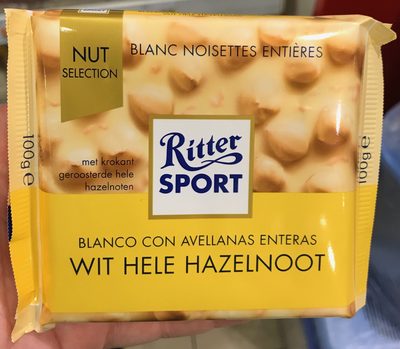 NUT
SELECTION
BLANC NOISETTES ENTIÈRES
100g e
met krokant
geroosterde hele
hazelnoten
Ritter
SPORT
100g e
BLANCO CON AVELLANAS ENTERAS
WIT HELE HAZELNOOT